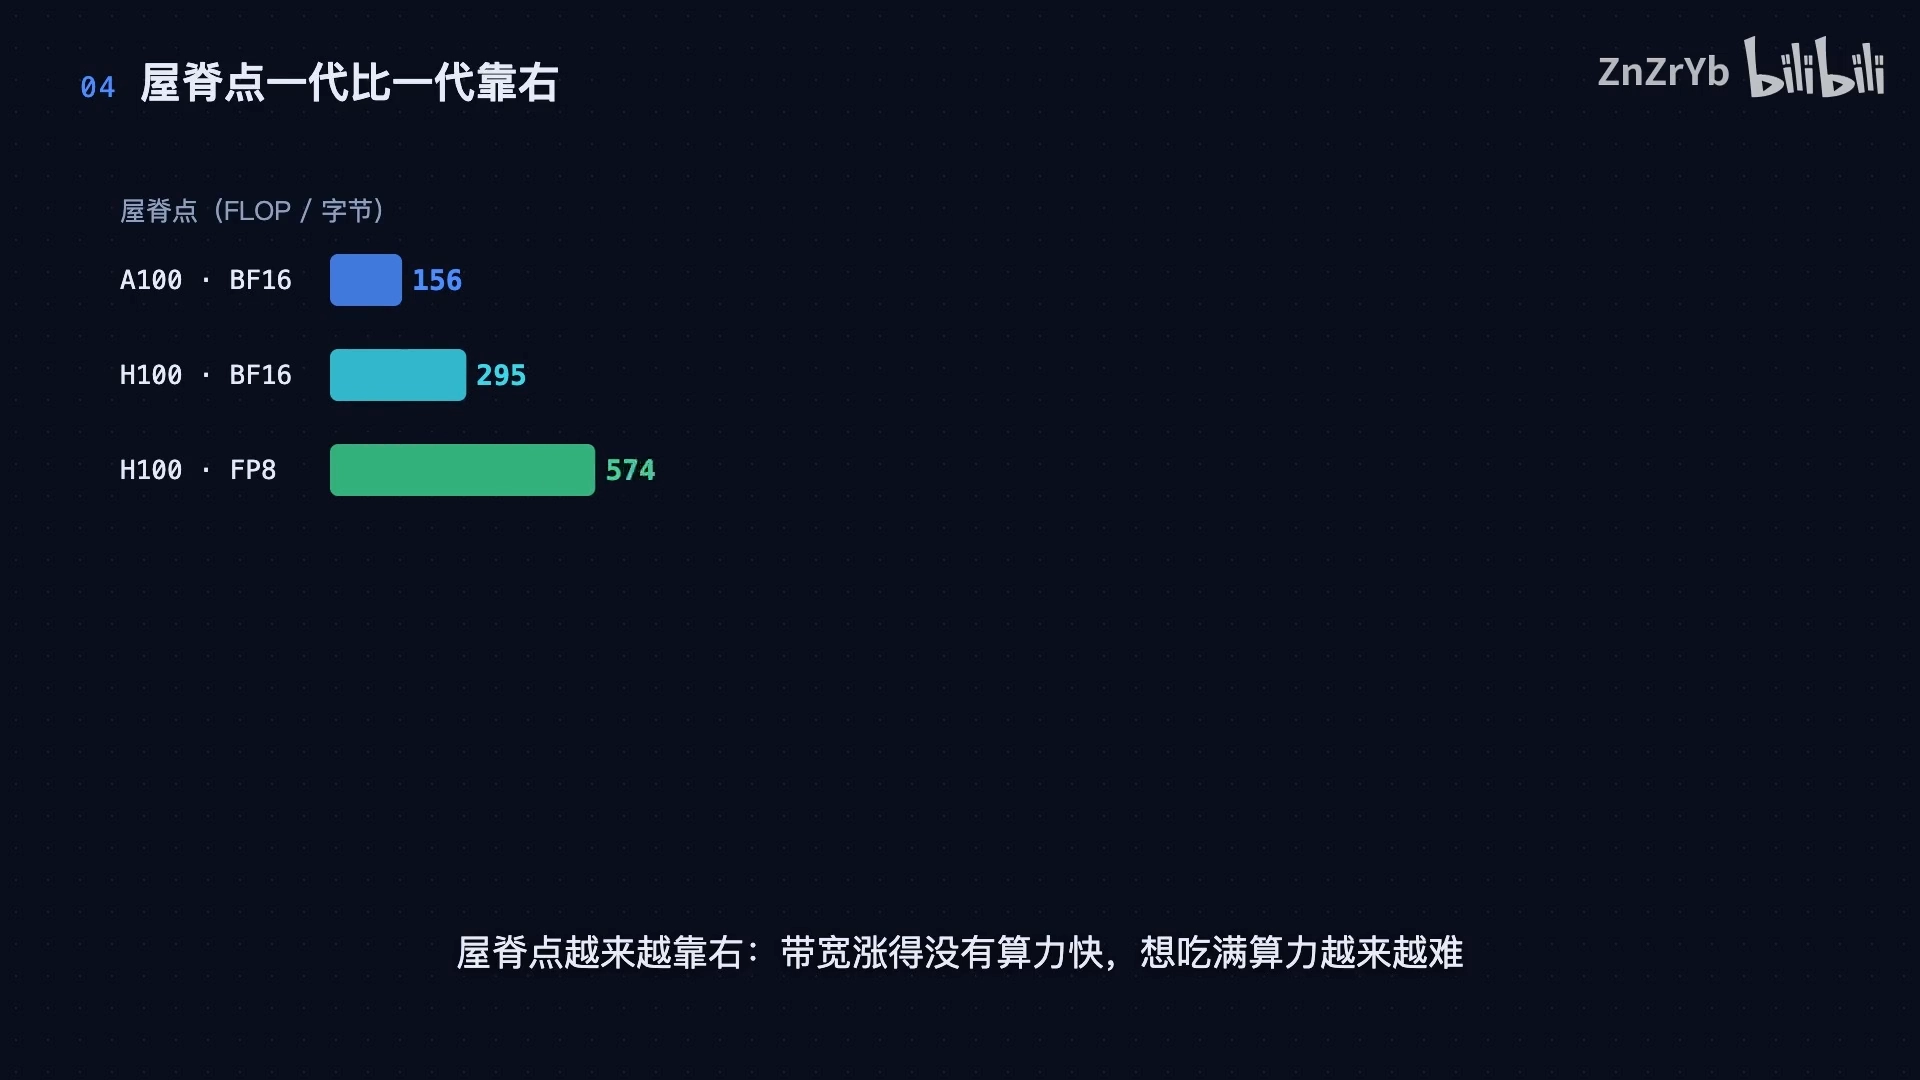 04 屋脊点一代比一代靠右
ZnZrYb bilibili
屋脊点（FLOP / 字节）
A100 · BF16 156
H100 · BF16 295
H100 · FP8 574
屋脊点越来越靠右：带宽涨得没有算力快，想吃满算力越来越难